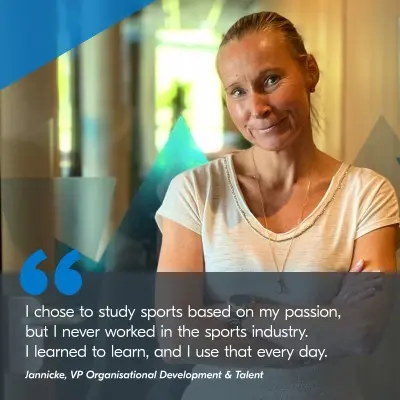 I chose to study sports based on my passion,
but I never worked in the sports industry.
I learned to learn, and I use that every day.
Jannicke, VP Organisational Development & Talent